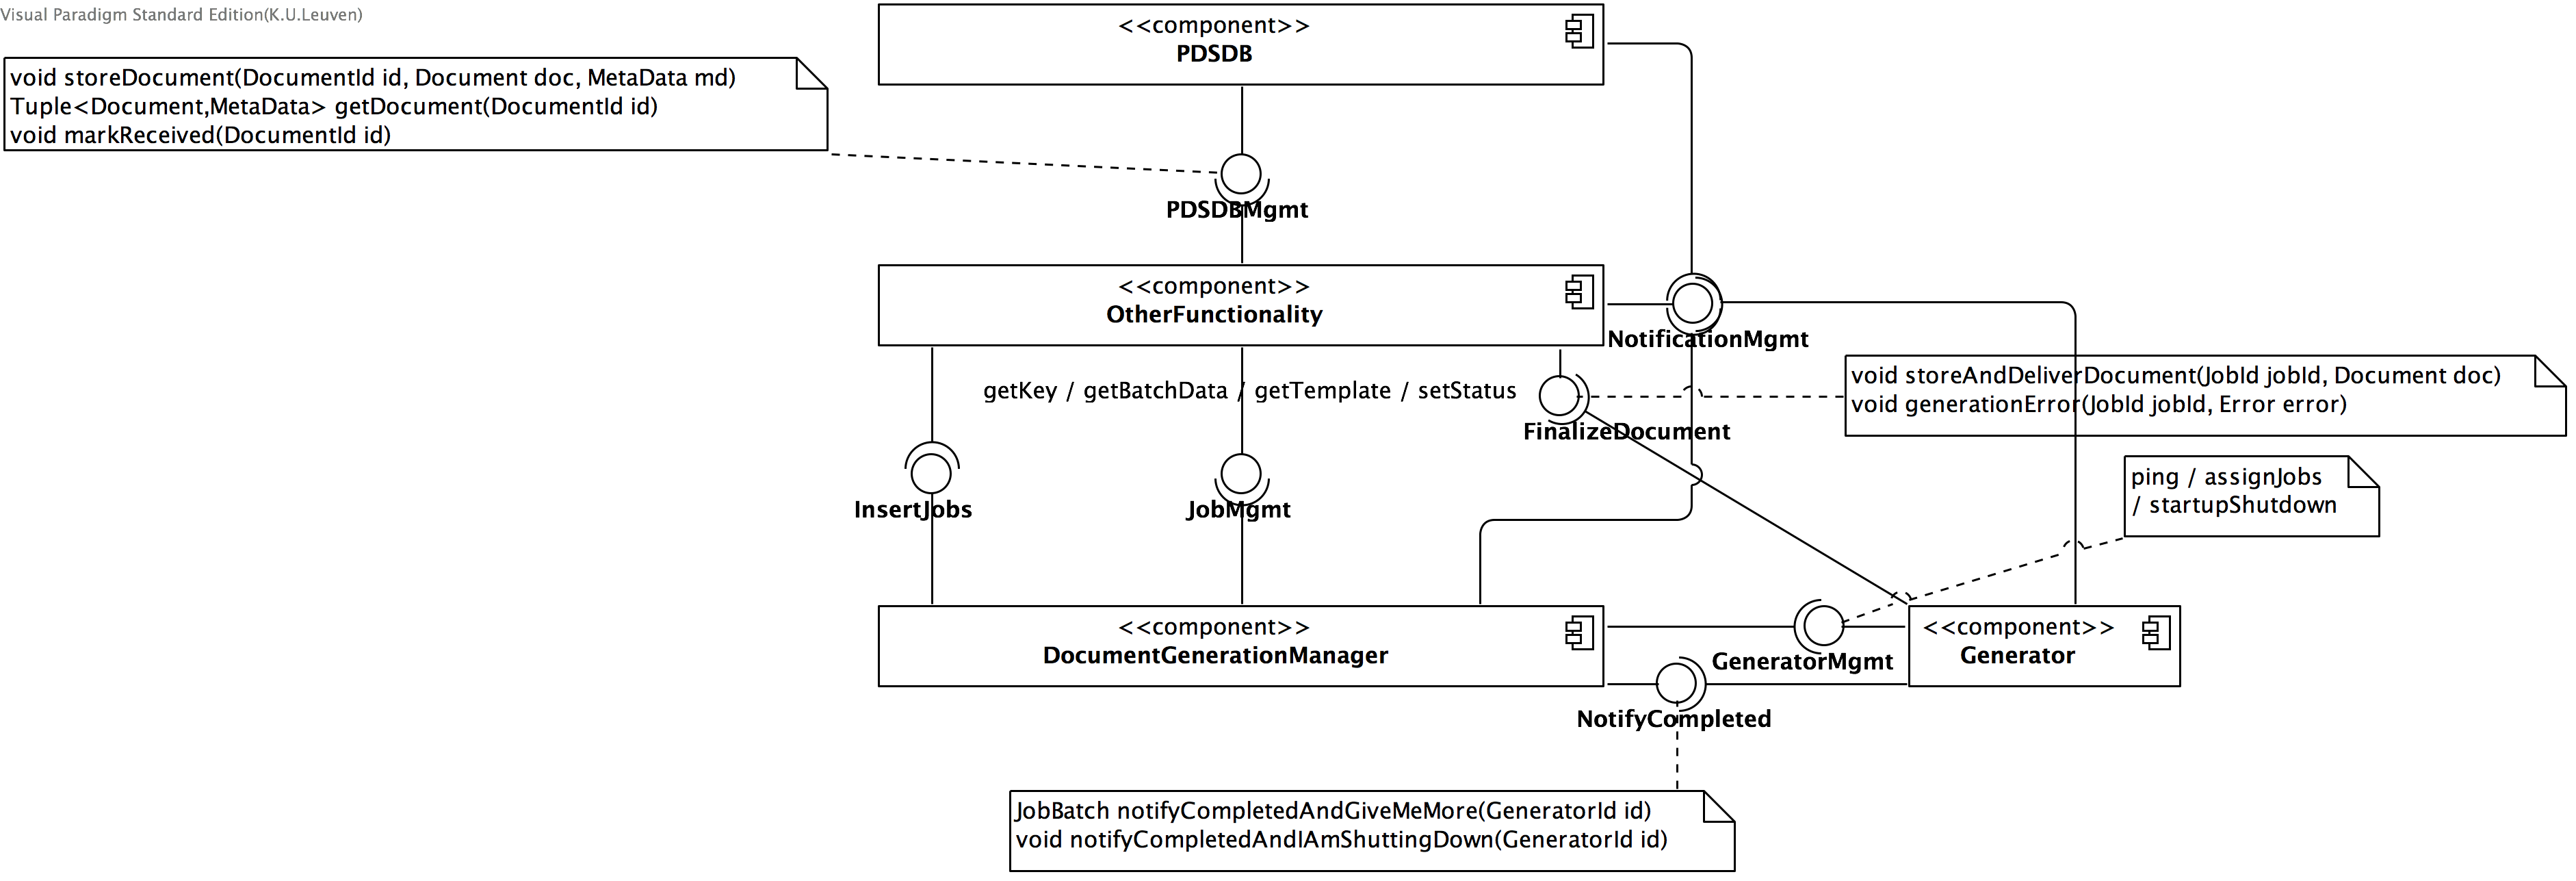 Visual Paradigm Standard Edition(K.U.Leuven)
<<component>>
PDSDB
void storeDocument(DocumentId id, Document doc, MetaData md)
Tuple<Document,MetaData> getDocument(DocumentId id)
void markReceived(DocumentId id)
PDSDBMgmt
<<component>>
OtherFunctionality
NotificationMgmt
getKey / getBatchData / getTemplate / setStatus
void storeAndDeliverDocument(JobId jobId, Document doc)
void generationError(JobId jobId, Error error)
FinalizeDocument
ping / assignJobs
/ startupShutdown
InsertJobs
JobMgmt
<<component>>
DocumentGenerationManager
GeneratorMgmt
<<component>>
Generator
NotifyCompleted
JobBatch notifyCompletedAndGiveMeMore(GeneratorId id)
void notifyCompletedAndIAmShuttingDown(GeneratorId id)